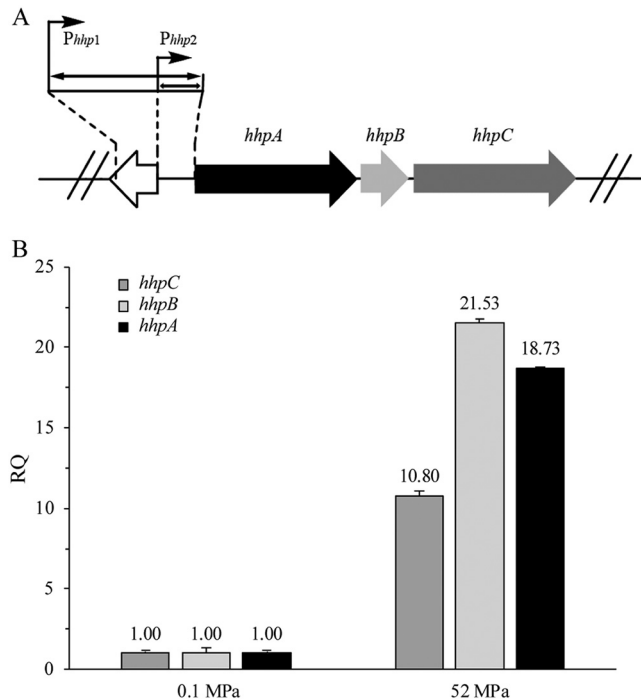 A
Phhp1
Phhp2
hhpA hhpB hhpC
B
25
20
15
10
5
0
RQ
hhpC
hhpB
hhpA
1.00 1.00 1.00
10.80
21.53
18.73
0.1 MPa 52 MPa